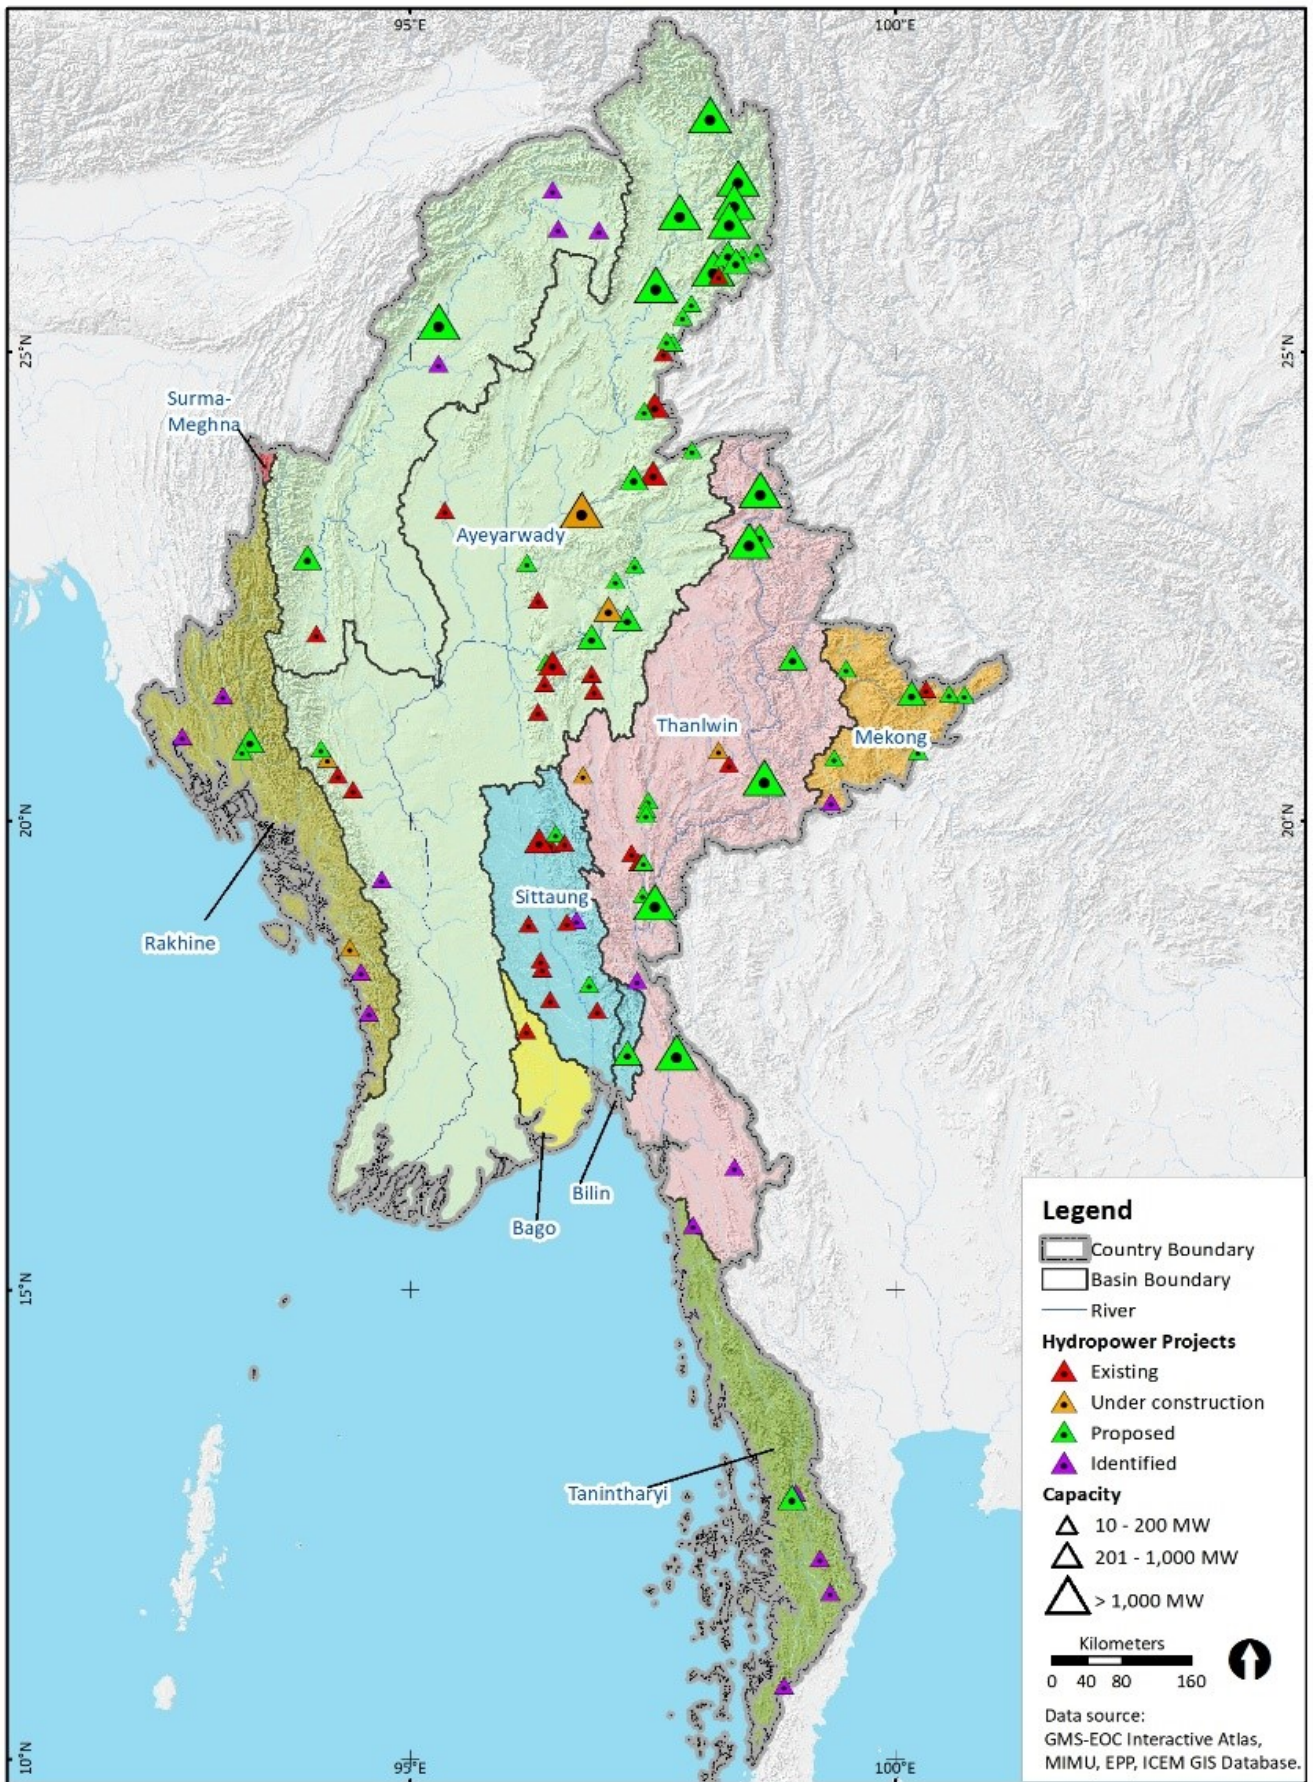 95°E
100°E
25°N
25°N
Surma-
Meghna
Ayeyarwady
Thanlwin
Mekong
20°N
20°N
Sittaung
Rakhine
Bilin
Bago
15°N
Tanintharyi
10°N
95°E
100°E
Legend
Country Boundary
Basin Boundary
River
Hydropower Projects
Existing
Under construction
Proposed
Identified
Capacity
10 - 200 MW
201 - 1,000 MW
> 1,000 MW
Kilometers
0 40 80 160
Data source:
GMS-EOC Interactive Atlas,
MIMU, EPP, ICEM GIS Database.